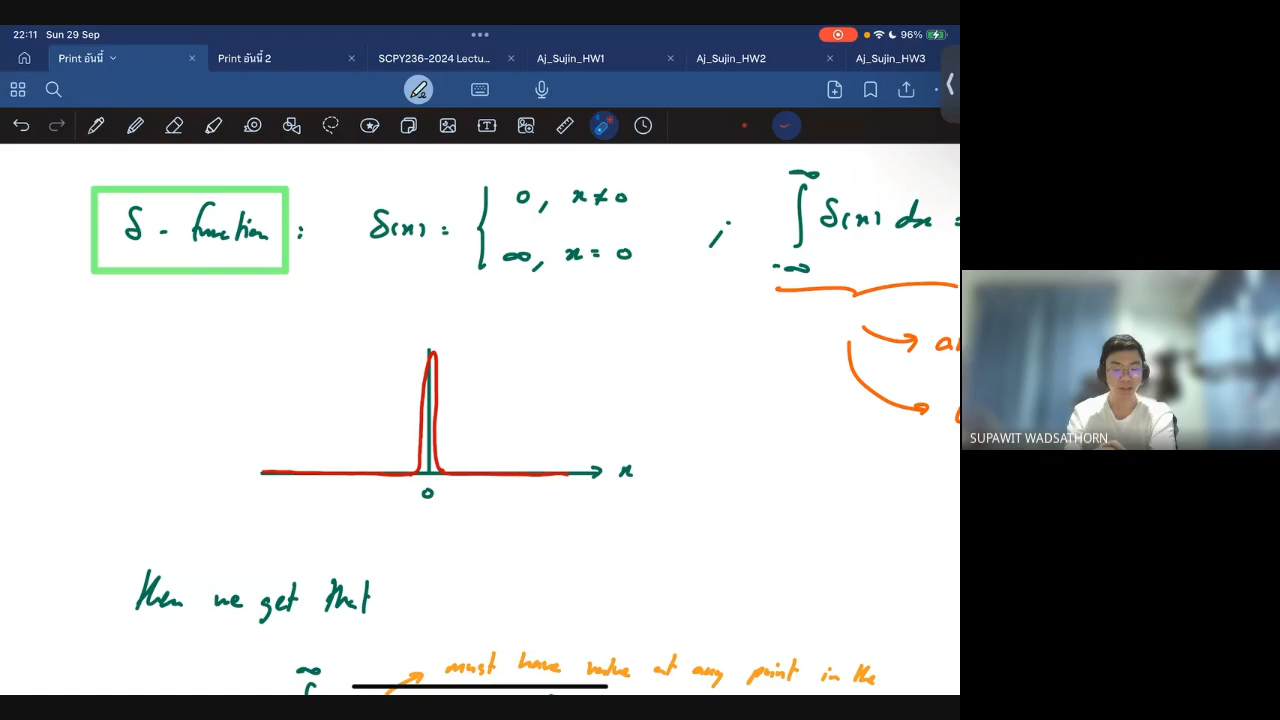 22:11 Sun 29 Sep
96%
Print อันนี้
Print อันนี้ 2
SCPY236-2024 Lectu...
Aj_Sujin_HW1
Aj_Sujin_HW2
Aj_Sujin_HW3
δ - function : δ(x) = { 0, x ≠ 0 ; ∫ δ(x) dx =
∞, x = 0
∞
-∞
x
0
SUPAWIT WADSATHORN
then we get that
∞
∫
must have value at any point in the